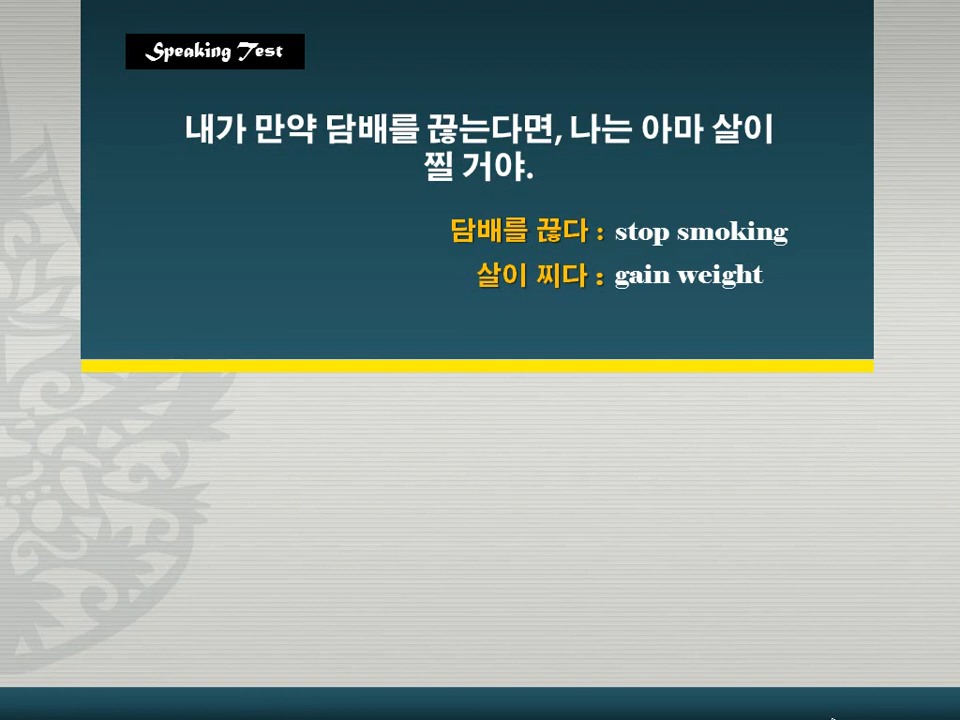 Speaking Test
내가 만약 담배를 끊는다면, 나는 아마 살이
찔 거야.
담배를 끊다 : stop smoking
살이 찌다 : gain weight